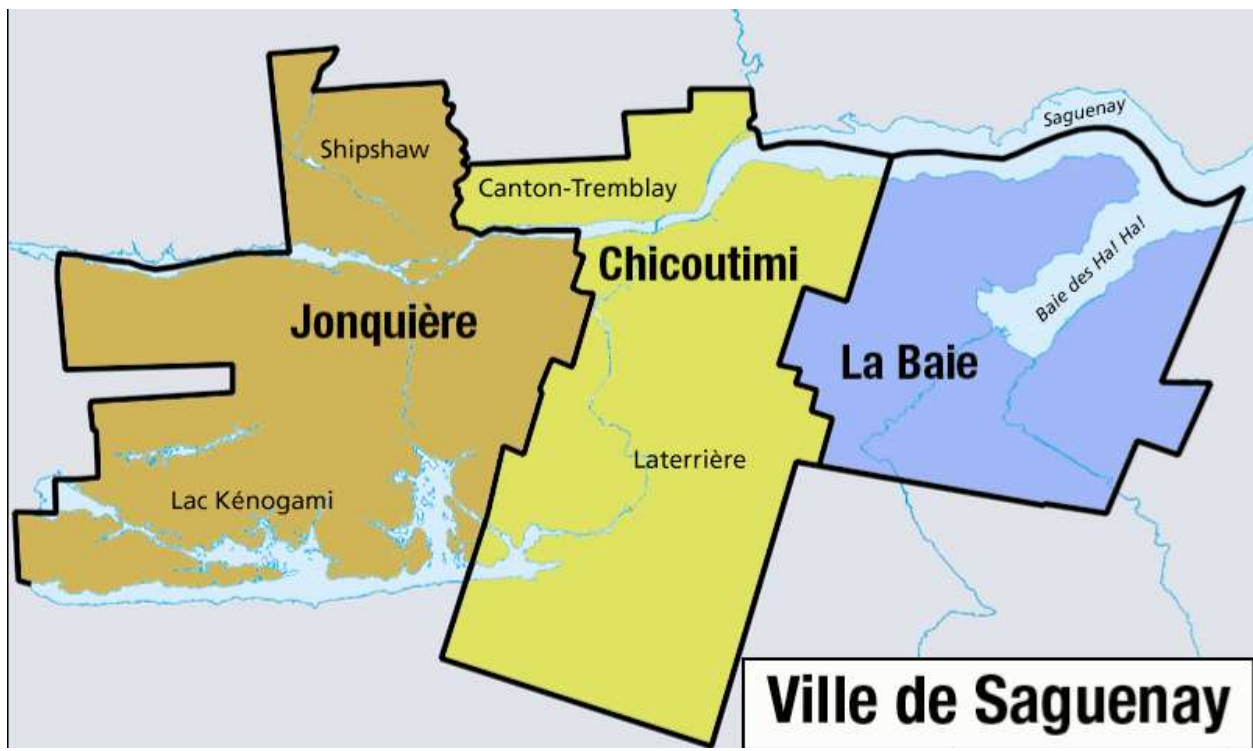 Saguenay
Shipshaw
Canton-Tremblay
Chicoutimi
Baie des Ha! Ha!
Jonquière
La Baie
Laterrière
Lac Kénogami
Ville de Saguenay